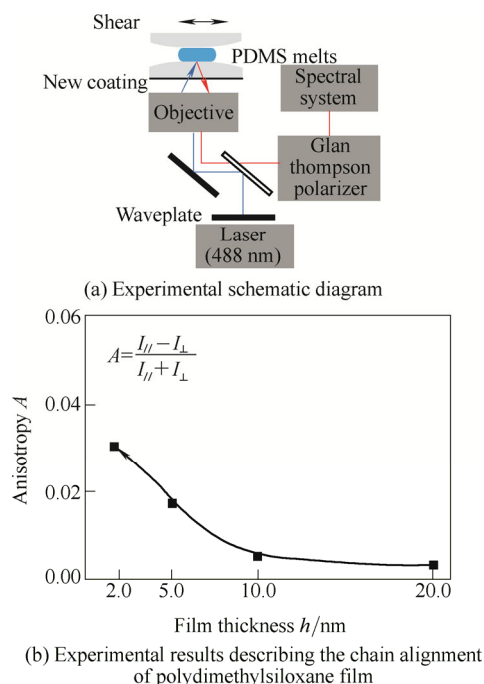 Shear
PDMS melts
New coating
Spectral
system
Objective
Glan
thompson
polarizer
Waveplate
Laser
(488 nm)
(a) Experimental schematic diagram
0.06
A=
I// − I⊥
I// + I⊥
0.04
0.02
0.00
Anisotropy A
2.0 5.0 10.0 20.0
Film thickness h/nm
(b) Experimental results describing the chain alignment
of polydimethylsiloxane film